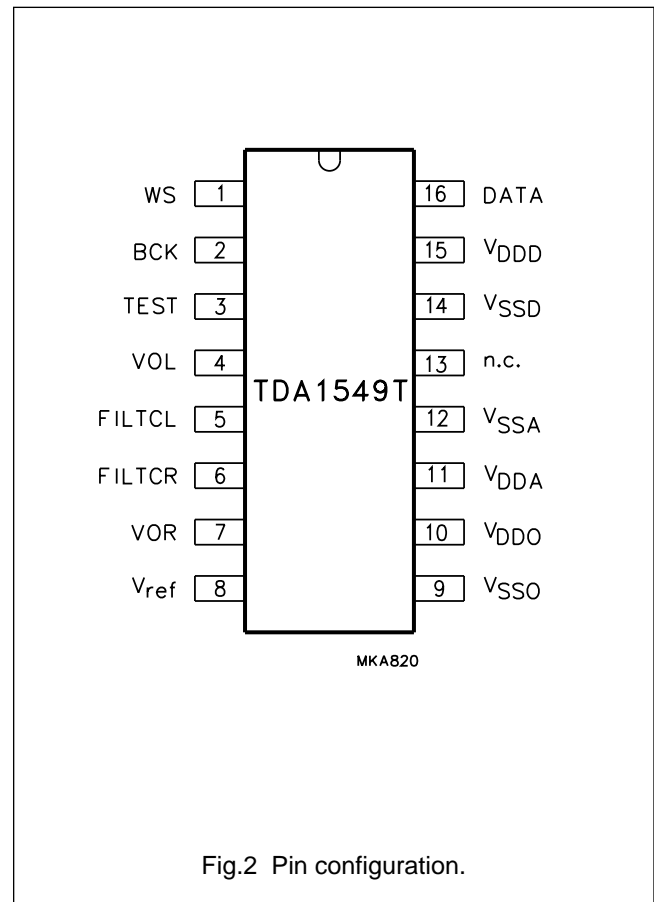 WS 1 16 DATA
BCK 2 15 VDDD
TEST 3 14 VSSD
VOL 4 13 n.c.
TDA1549T
FILTCL 5 12 VSSA
FILTCR 6 11 VDDA
VOR 7 10 VDDO
Vref 8 9 VSSO
MKA820
Fig.2 Pin configuration.